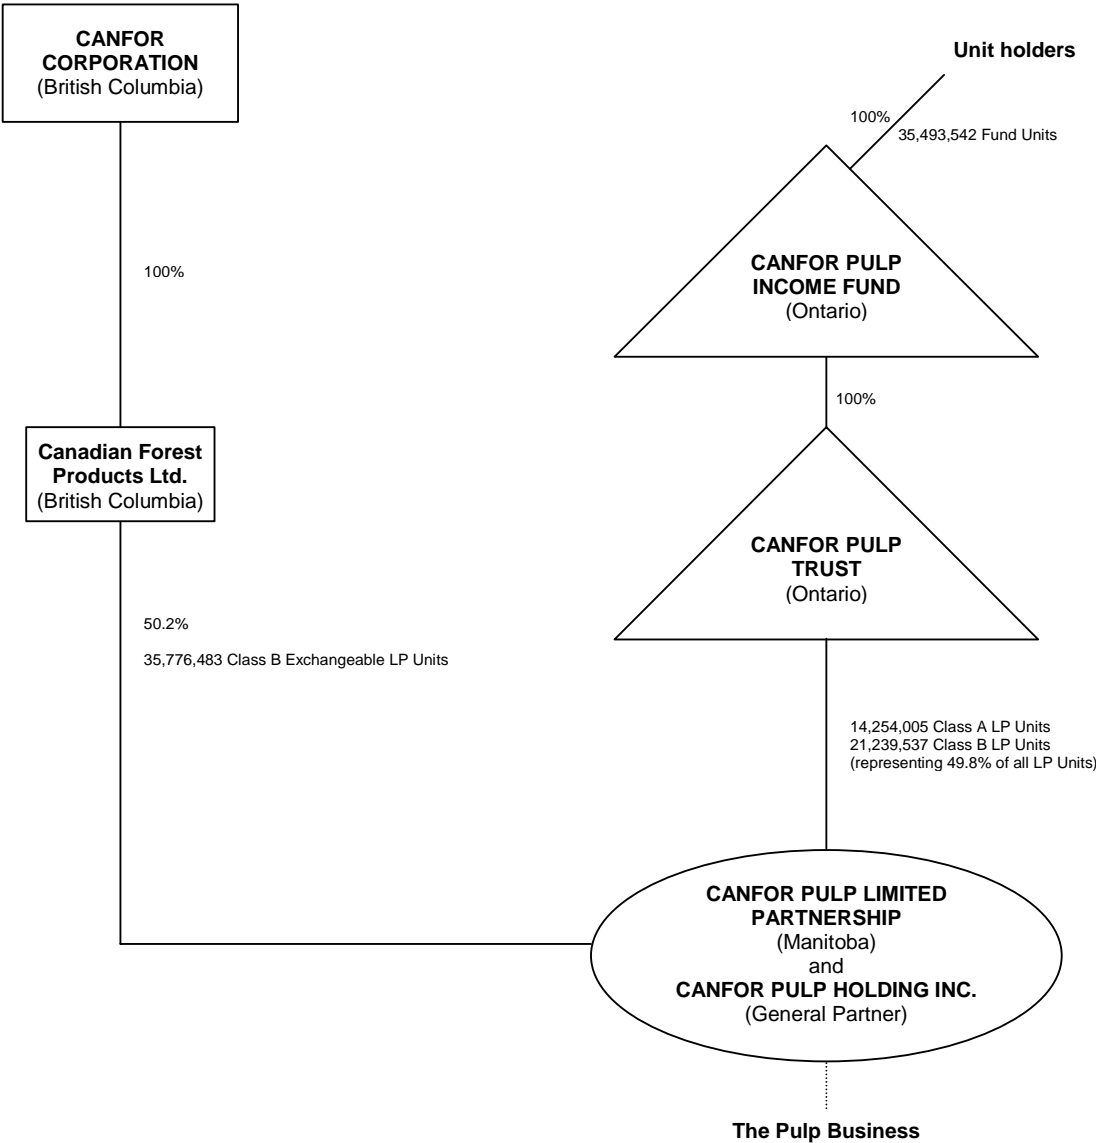 CANFOR
CORPORATION
(British Columbia)
Unit holders
100%
35,493,542 Fund Units
CANFOR PULP
INCOME FUND
(Ontario)
100%
100%
Canadian Forest
Products Ltd.
(British Columbia)
CANFOR PULP
TRUST
(Ontario)
50.2%
35,776,483 Class B Exchangeable LP Units
14,254,005 Class A LP Units
21,239,537 Class B LP Units
(representing 49.8% of all LP Units)
CANFOR PULP LIMITED
PARTNERSHIP
(Manitoba)
and
CANFOR PULP HOLDING INC.
(General Partner)
The Pulp Business